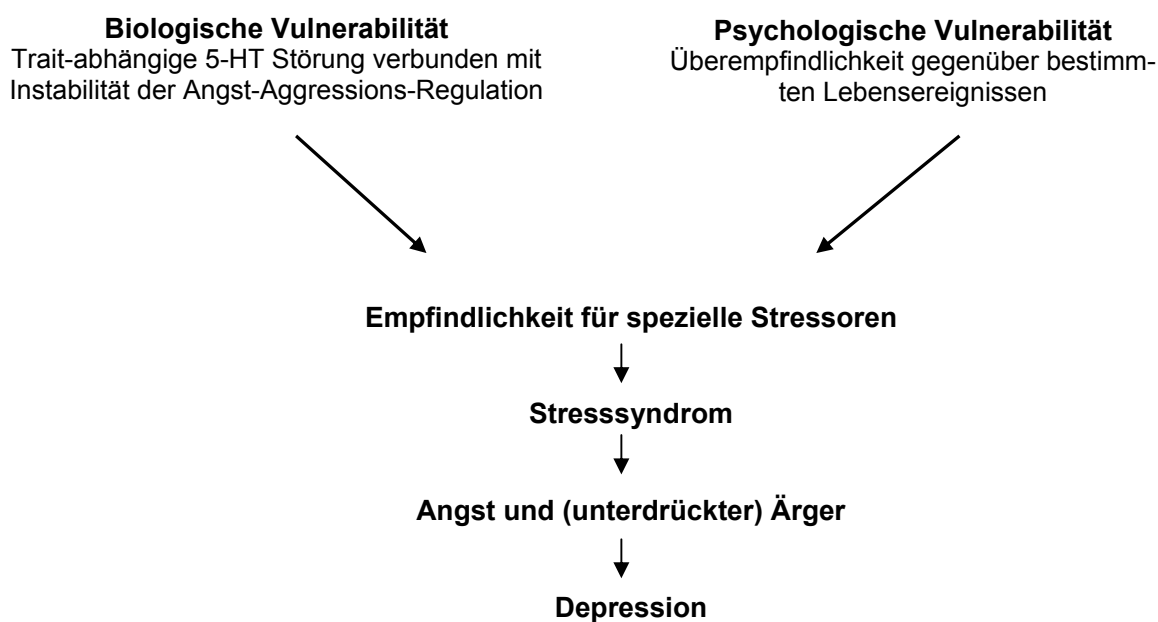 Biologische Vulnerabilität
Trait-abhängige 5-HT Störung verbunden mit
Instabilität der Angst-Aggressions-Regulation
Psychologische Vulnerabilität
Überempfindlichkeit gegenüber bestimm-
ten Lebensereignissen
Empfindlichkeit für spezielle Stressoren
Stresssyndrom
Angst und (unterdrückter) Ärger
Depression